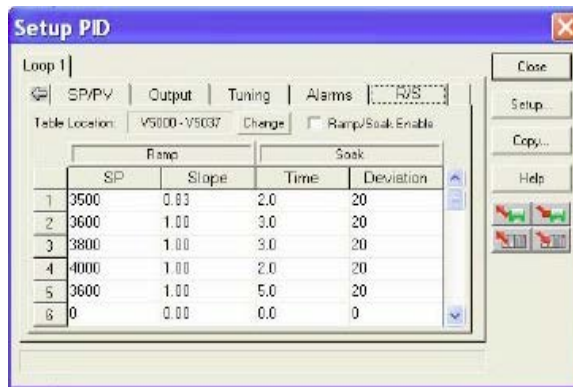 Setup PID
Loop 1
SP/PV Output Tuning Alarms R/S
Table Location: V5000 - V5037 Change Ramp/Soak Enable
Ramp Soak
SP Slope Time Deviation
1 3500 0.83 2.0 20
2 3600 1.00 3.0 20
3 3800 1.00 3.0 20
4 4000 1.00 2.0 20
5 3600 1.00 5.0 20
6 0 0.00 0.0 0
Close
Setup...
Copy...
Help